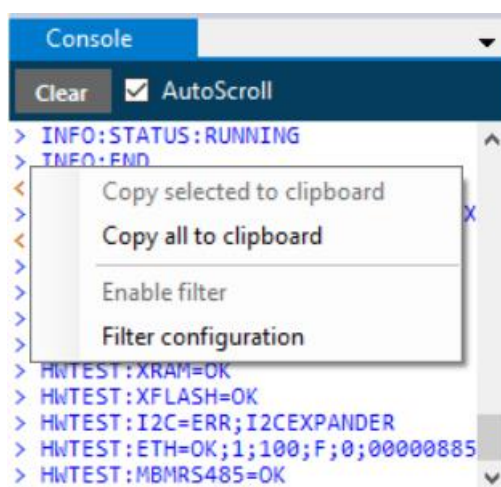 Console
Clear AutoScroll
> INFO:STATUS:RUNNING
> INFO:END
<
> X
<
>
>
>
>
Copy selected to clipboard
Copy all to clipboard
Enable filter
Filter configuration
> HWTEST:XRAM=OK
> HWTEST:XFLASH=OK
> HWTEST:I2C=ERR;I2CEXPANDER
> HWTEST:ETH=OK;1;100;F;0;00000885
> HWTEST:MBMRS485=OK